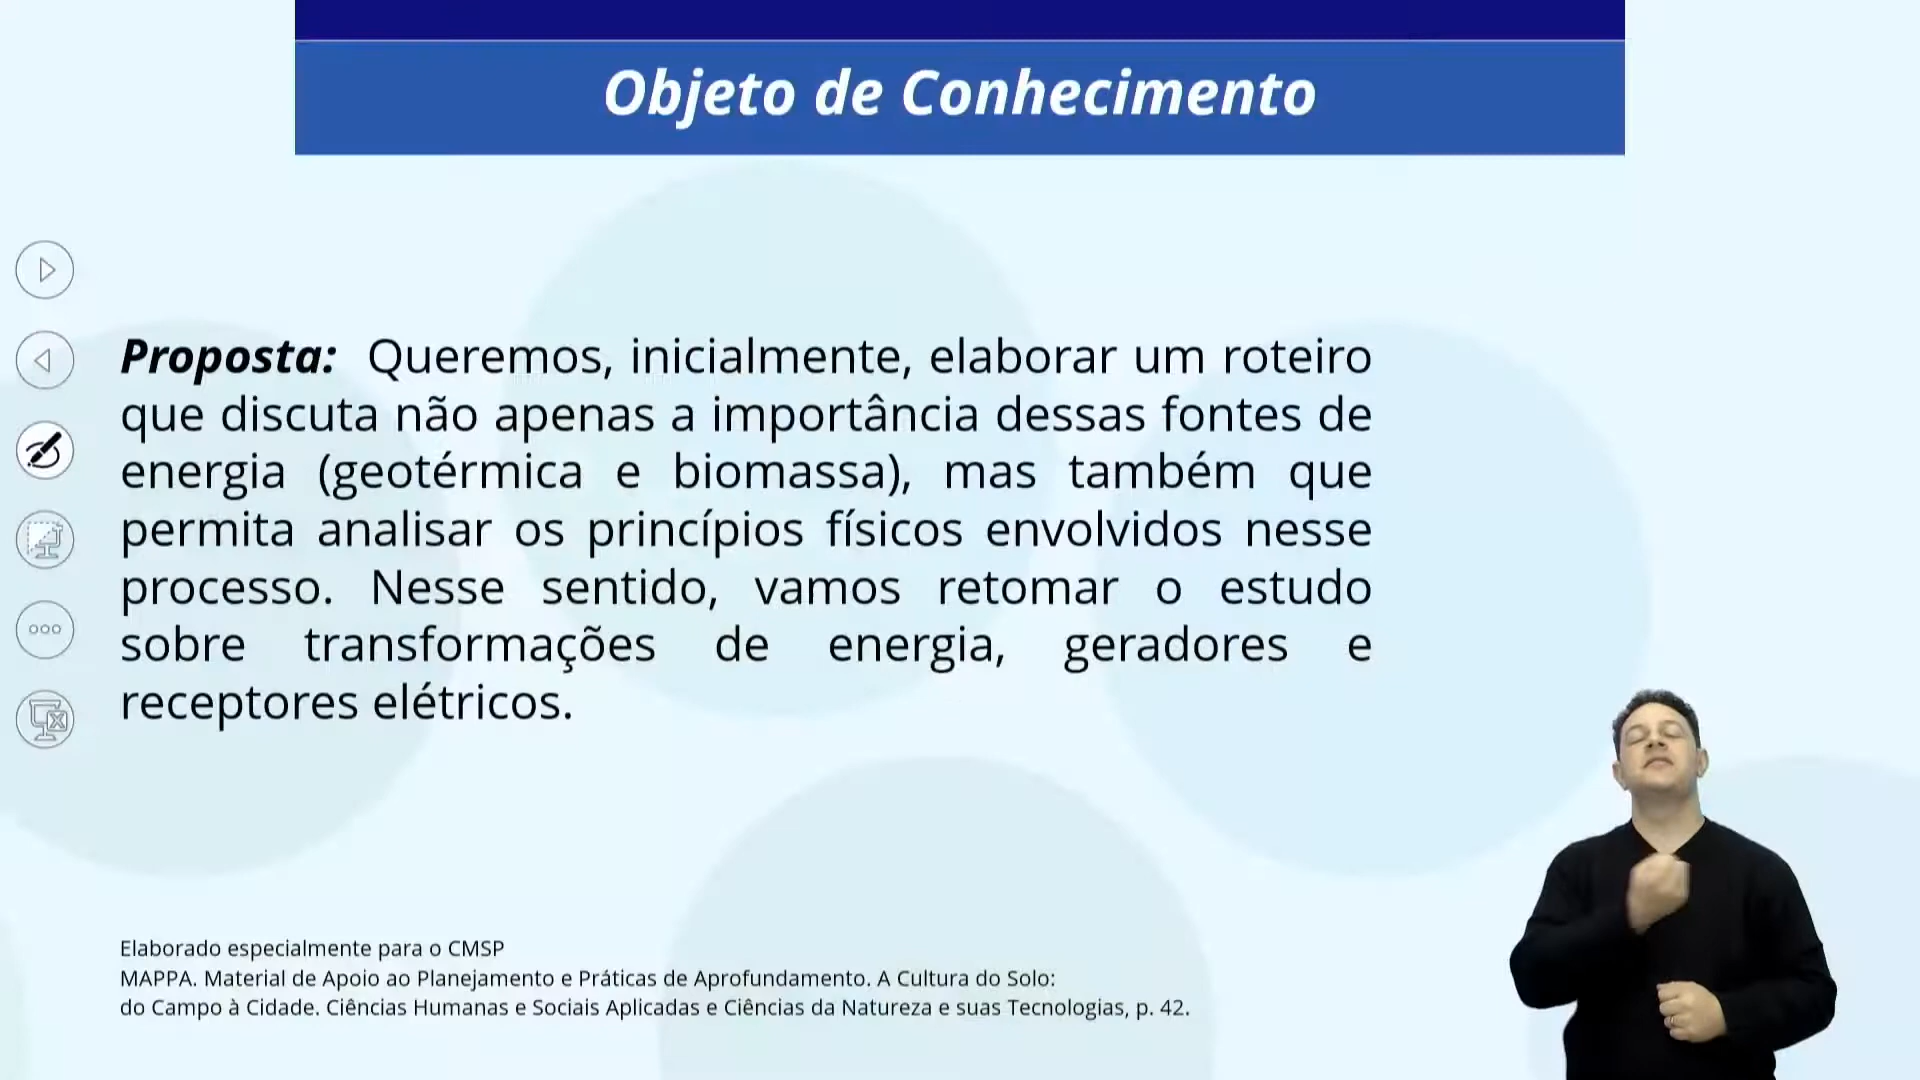 Objeto de Conhecimento
Proposta: Queremos, inicialmente, elaborar um roteiro
que discuta não apenas a importância dessas fontes de
energia (geotérmica e biomassa), mas também que
permita analisar os princípios físicos envolvidos nesse
processo. Nesse sentido, vamos retomar o estudo
sobre transformações de energia, geradores e
receptores elétricos.
Elaborado especialmente para o CMSP
MAPPA. Material de Apoio ao Planejamento e Práticas de Aprofundamento. A Cultura do Solo:
do Campo à Cidade. Ciências Humanas e Sociais Aplicadas e Ciências da Natureza e suas Tecnologias, p. 42.